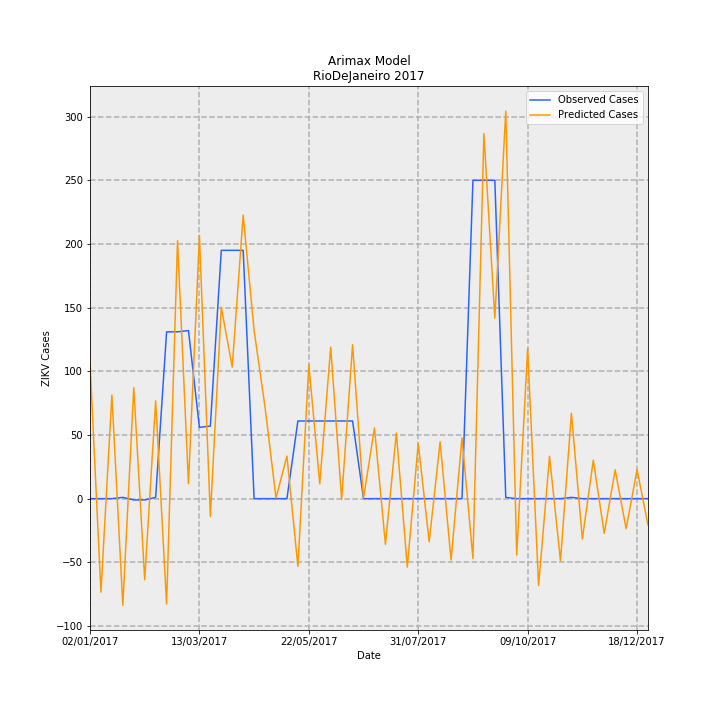 Arimax Model
RioDeJaneiro 2017
Observed Cases
Predicted Cases
300
250
200
150
100
50
0
−50
−100
ZIKV Cases
02/01/2017 13/03/2017 22/05/2017 31/07/2017 09/10/2017 18/12/2017
Date